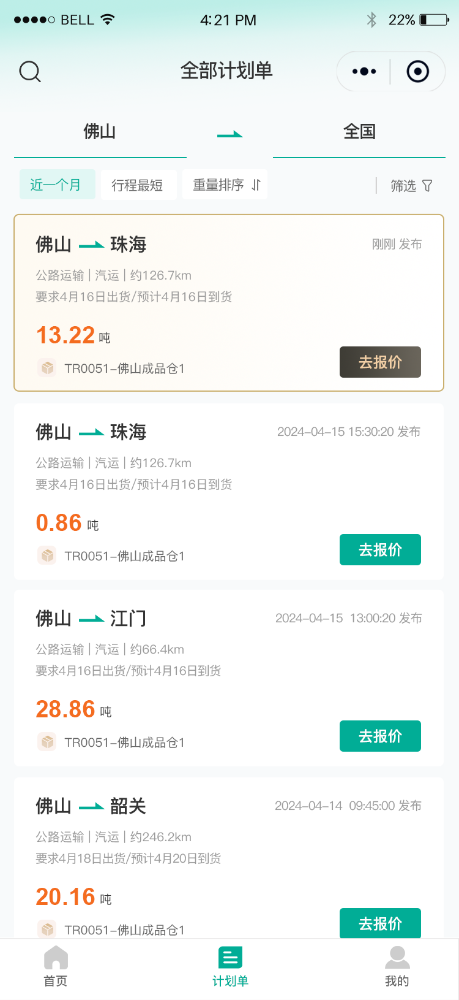 BELL 4:21 PM 22%
全部计划单
佛山 全国
近一个月 行程最短 重量排序 筛选
佛山 珠海 刚刚 发布
公路运输 | 汽运 | 约126.7km
要求4月16日出货/预计4月16日到货
13.22 吨
TR0051-佛山成品仓1 去报价
佛山 珠海 2024-04-15 15:30:20 发布
公路运输 | 汽运 | 约126.7km
要求4月16日出货/预计4月16日到货
0.86 吨
TR0051-佛山成品仓1 去报价
佛山 江门 2024-04-15 13:00:20 发布
公路运输 | 汽运 | 约66.4km
要求4月16日出货/预计4月16日到货
28.86 吨
TR0051-佛山成品仓1 去报价
佛山 韶关 2024-04-14 09:45:00 发布
公路运输 | 汽运 | 约246.2km
要求4月18日出货/预计4月20日到货
20.16 吨
TR0051-佛山成品仓1 去报价
首页 计划单 我的